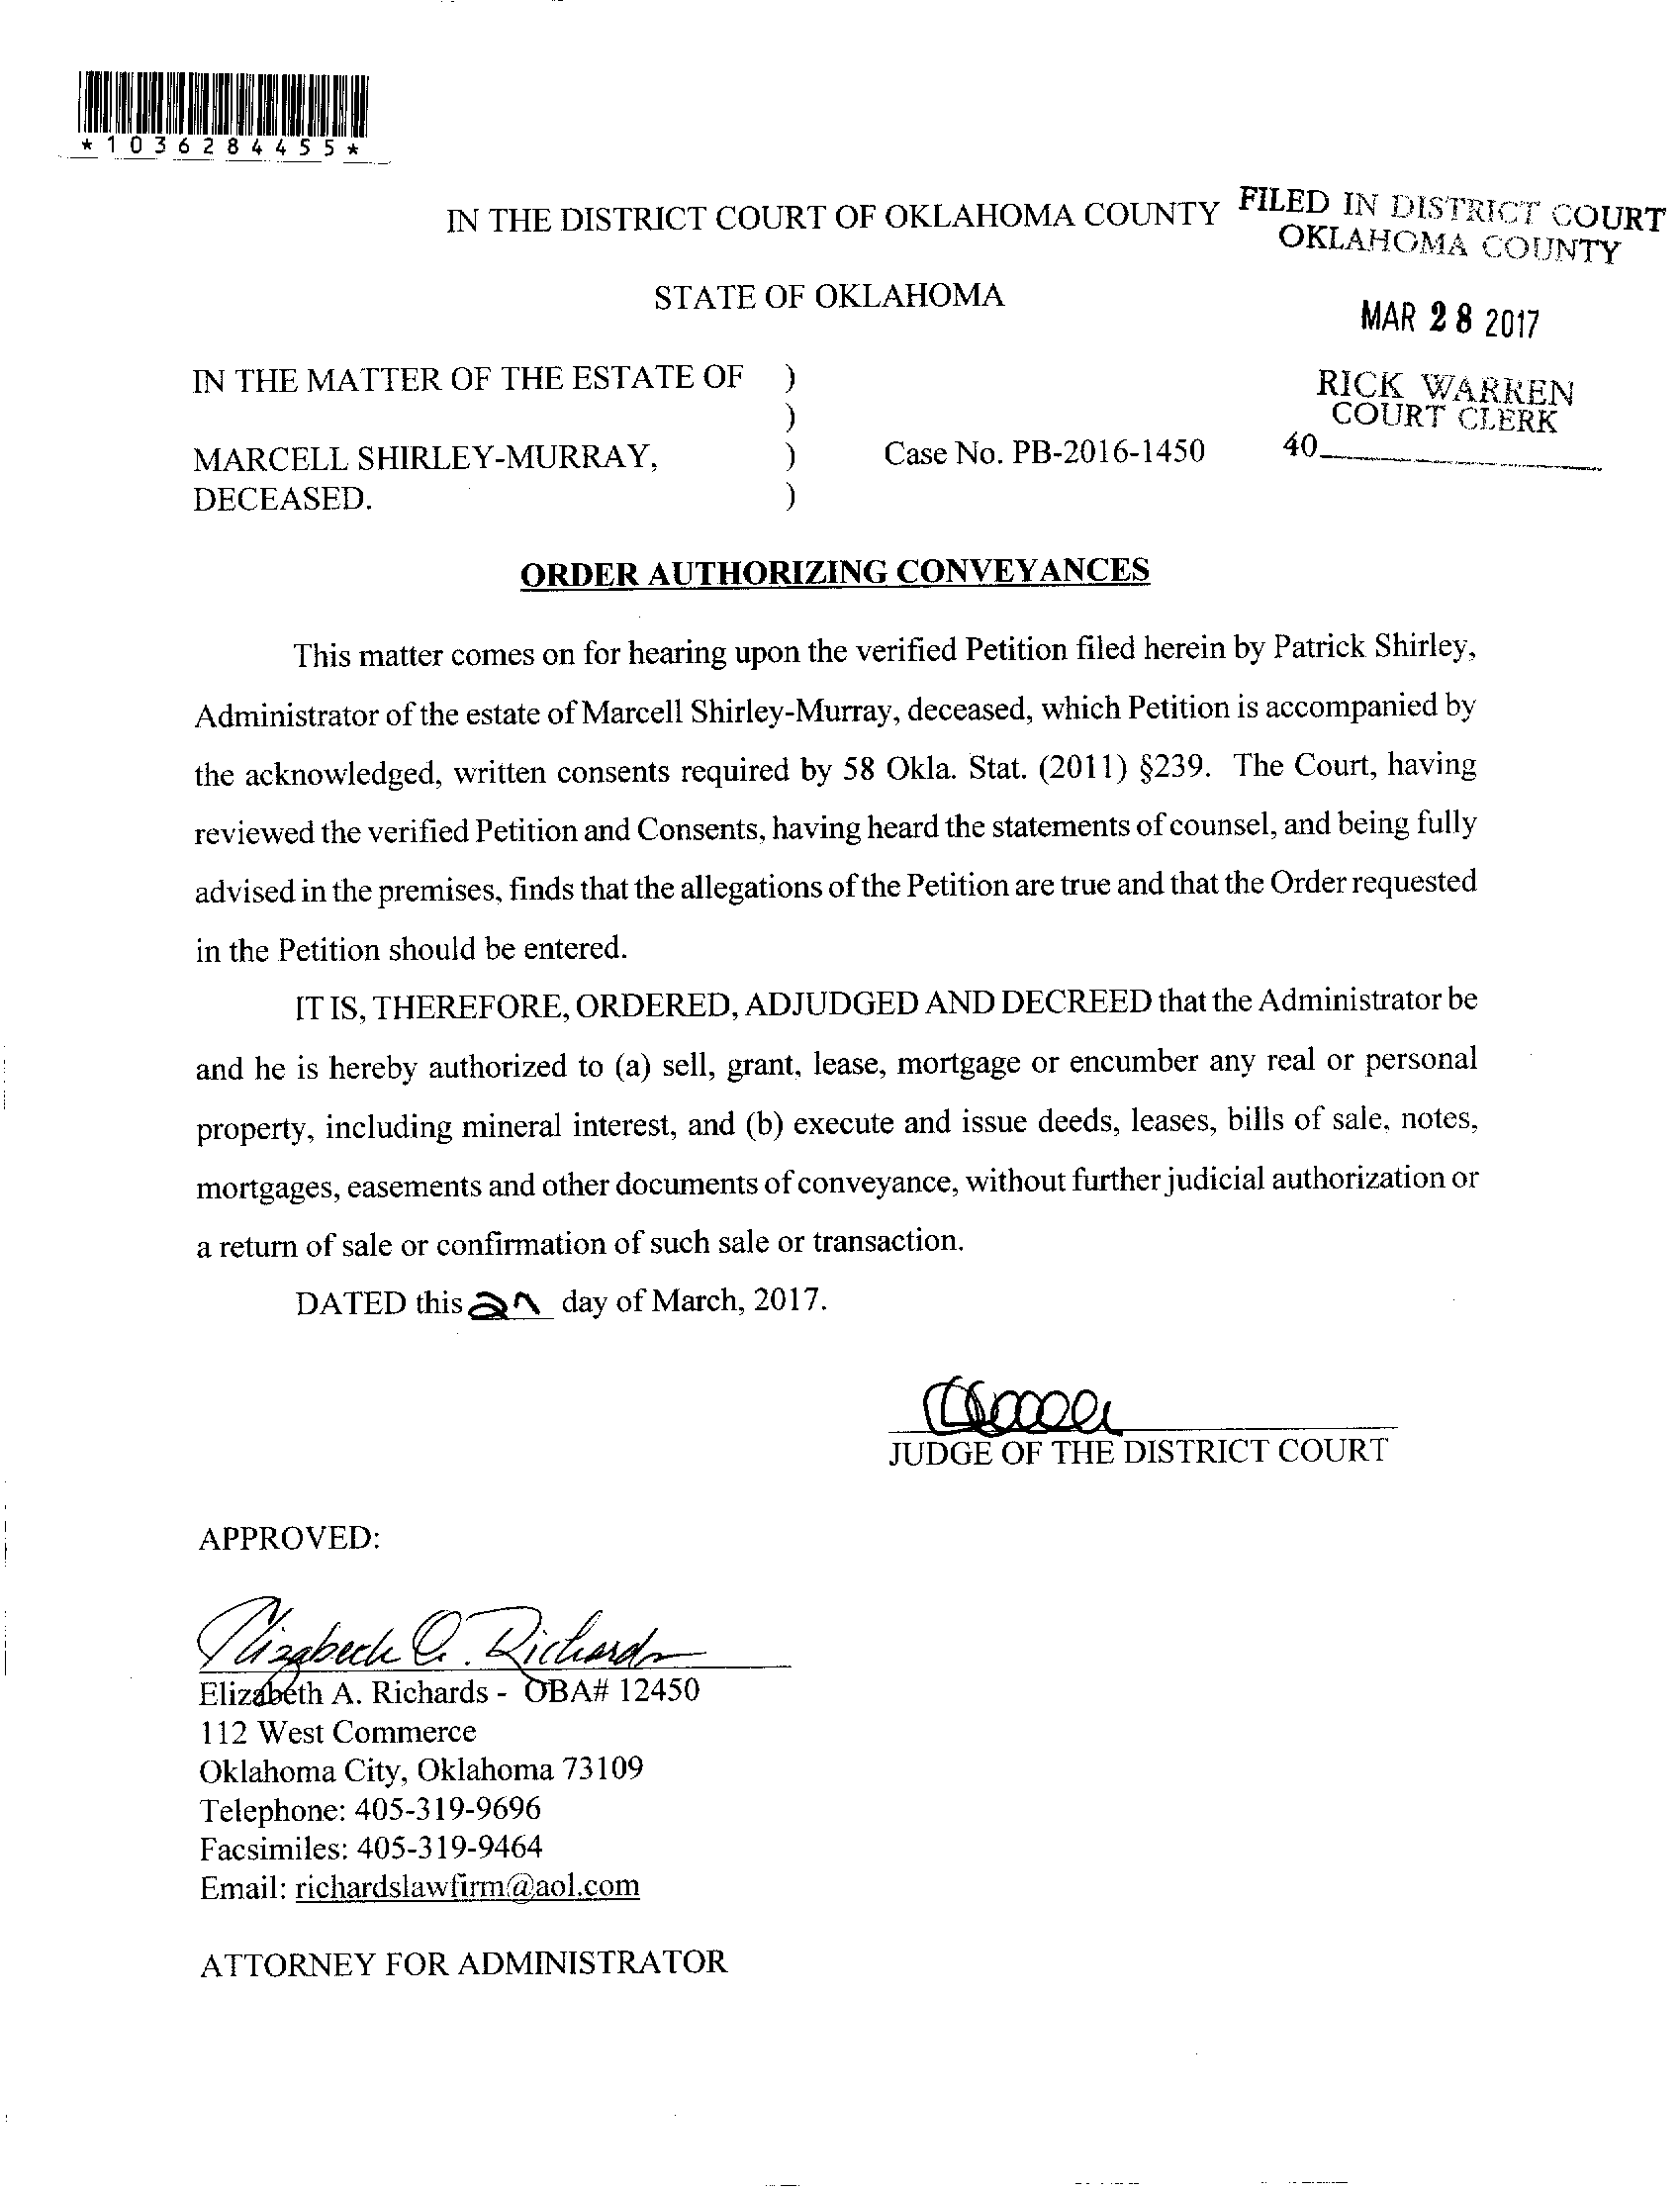 *1036284455*
IN THE DISTRICT COURT OF OKLAHOMA COUNTY
FILED IN DISTRICT COURT
OKLAHOMA COUNTY
STATE OF OKLAHOMA
MAR 28 2017
IN THE MATTER OF THE ESTATE OF )
)
RICK WARREN
COURT CLERK
MARCELL SHIRLEY-MURRAY, ) Case No. PB-2016-1450
40
DECEASED. )
ORDER AUTHORIZING CONVEYANCES
This matter comes on for hearing upon the verified Petition filed herein by Patrick Shirley,
Administrator of the estate of Marcell Shirley-Murray, deceased, which Petition is accompanied by
the acknowledged, written consents required by 58 Okla. Stat. (2011) §239. The Court, having
reviewed the verified Petition and Consents, having heard the statements of counsel, and being fully
advised in the premises, finds that the allegations of the Petition are true and that the Order requested
in the Petition should be entered.
IT IS, THEREFORE, ORDERED, ADJUDGED AND DECREED that the Administrator be
and he is hereby authorized to (a) sell, grant, lease, mortgage or encumber any real or personal
property, including mineral interest, and (b) execute and issue deeds, leases, bills of sale, notes,
mortgages, easements and other documents of conveyance, without further judicial authorization or
a return of sale or confirmation of such sale or transaction.
DATED this day of March, 2017.
JUDGE OF THE DISTRICT COURT
APPROVED:
Elizabeth A. Richards
Elizabeth A. Richards - OBA# 12450
112 West Commerce
Oklahoma City, Oklahoma 73109
Telephone: 405-319-9696
Facsimiles: 405-319-9464
Email: richardslawfirm@aol.com
ATTORNEY FOR ADMINISTRATOR